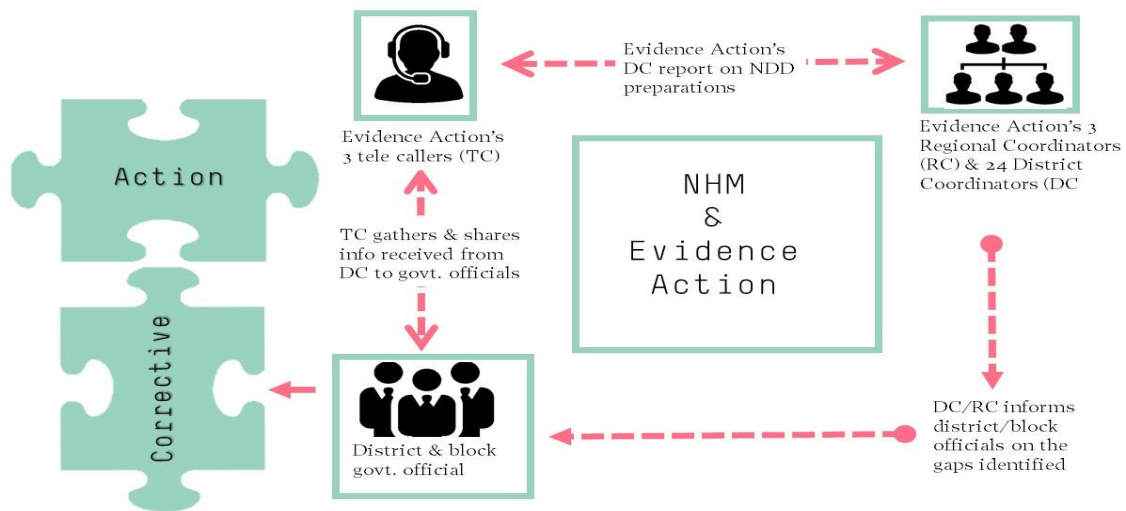 Action
Corrective
Evidence Action's
3 tele callers (TC)
Evidence Action's
DC report on NDD
preparations
Evidence Action's 3
Regional Coordinators
(RC) & 24 District
Coordinators (DC
TC gathers & shares
info received from
DC to govt. officials
NHM
&
Evidence
Action
District & block
govt. official
DC/RC informs
district/block
officials on the
gaps identified